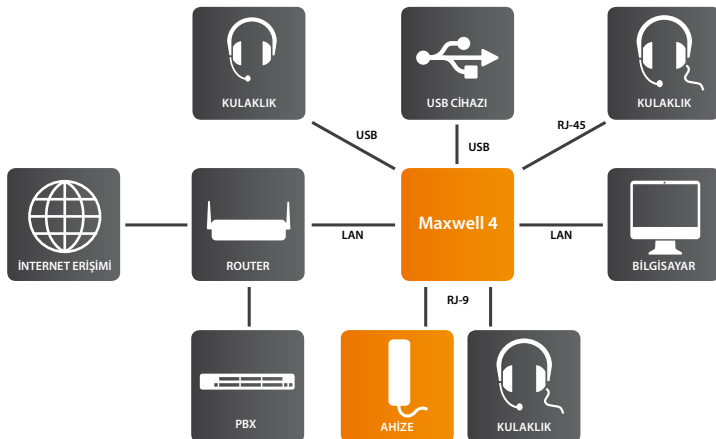 KULAKLIK
USB CİHAZI
KULAKLIK
USB
USB
RJ-45
İNTERNET ERİŞİMİ
ROUTER
LAN
Maxwell 4
LAN
BİLGİSAYAR
RJ-9
PBX
AHİZE
KULAKLIK